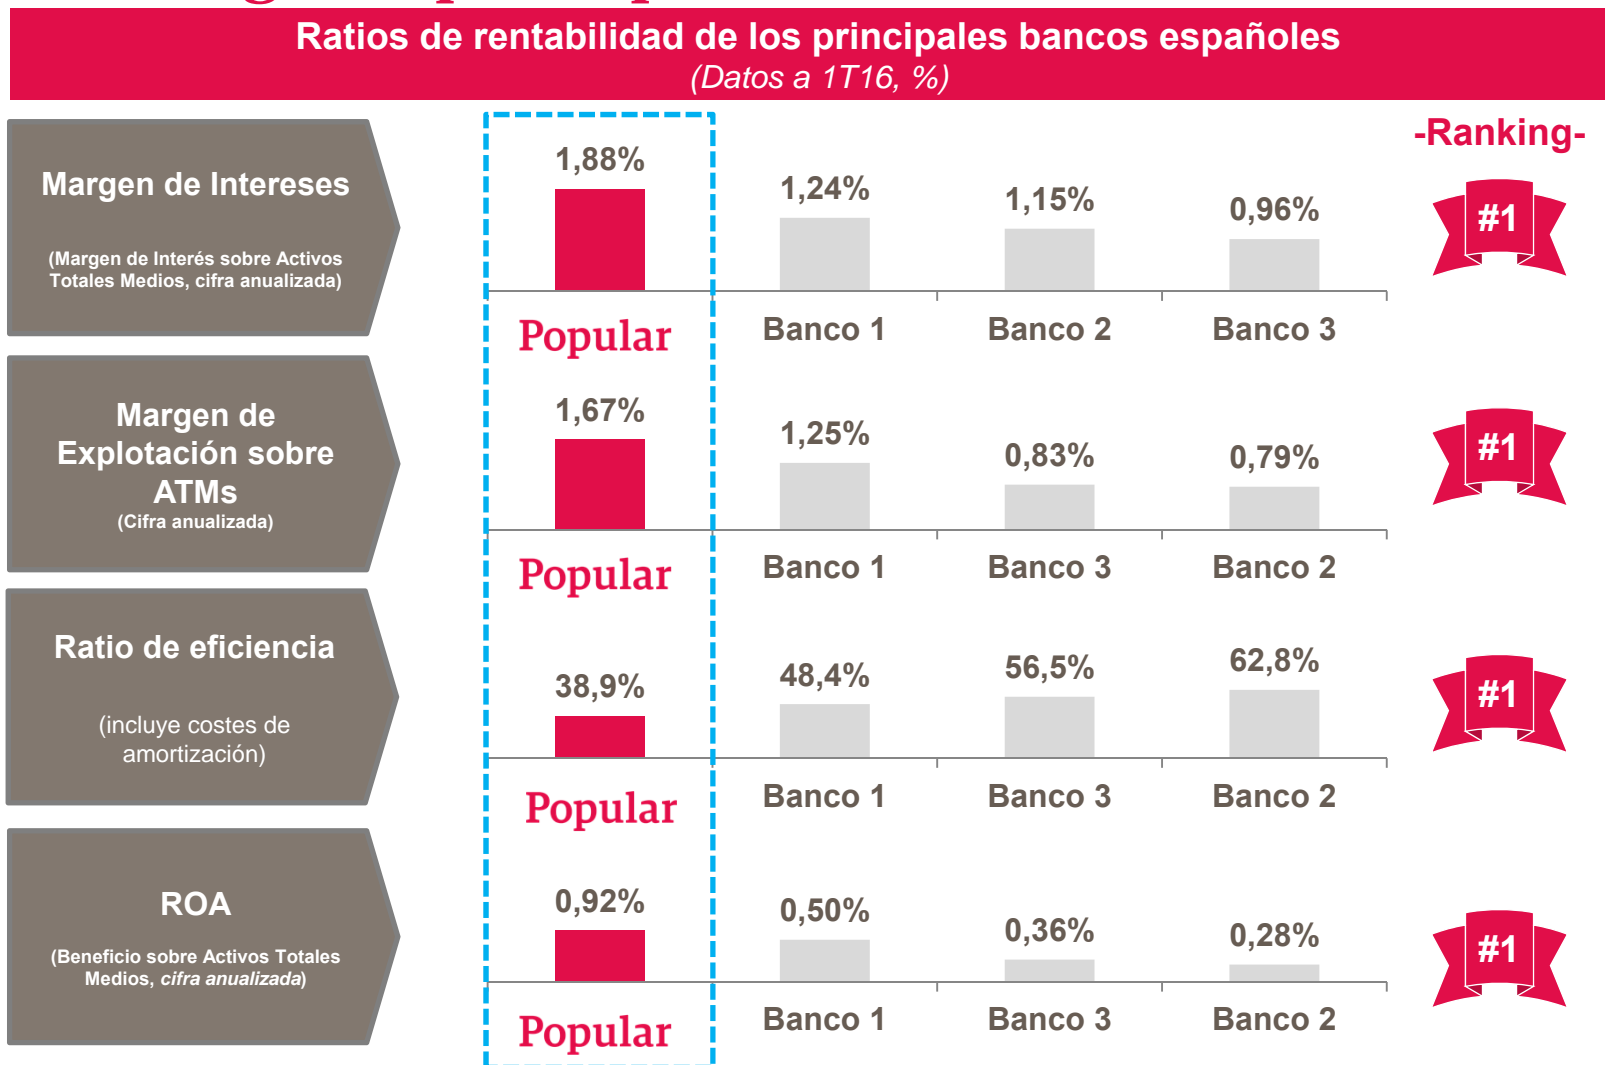 Ratios de rentabilidad de los principales bancos españoles
(Datos a 1T16, %)
-Ranking-
Margen de Intereses
(Margen de Interés sobre Activos
Totales Medios, cifra anualizada)
1,88%
1,24%
1,15%
0,96%
#1
Popular
Banco 1
Banco 2
Banco 3
Margen de
Explotación sobre
ATMs
(Cifra anualizada)
1,67%
1,25%
0,83%
0,79%
#1
Popular
Banco 1
Banco 3
Banco 2
Ratio de eficiencia
(incluye costes de
amortización)
38,9%
48,4%
56,5%
62,8%
#1
Popular
Banco 1
Banco 3
Banco 2
ROA
(Beneficio sobre Activos Totales
Medios, cifra anualizada)
0,92%
0,50%
0,36%
0,28%
#1
Popular
Banco 1
Banco 3
Banco 2